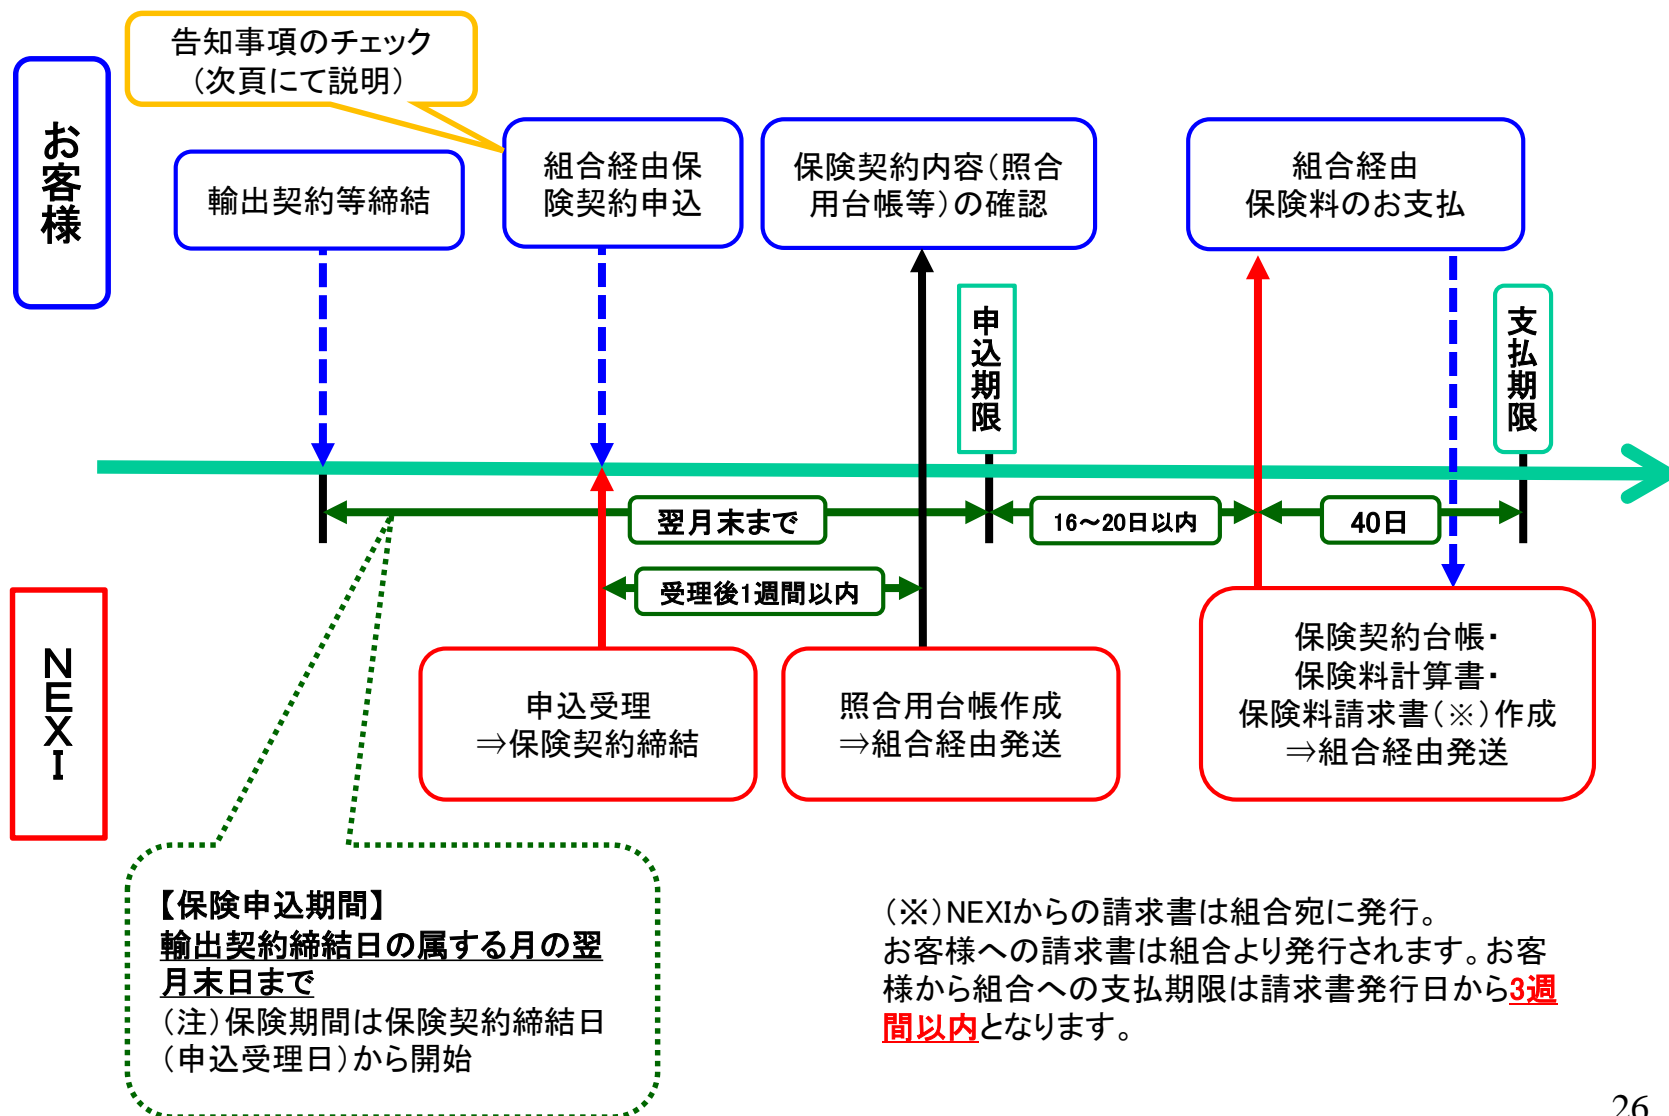 告知事項のチェック
(次頁にて説明)
お客様
輸出契約等締結
組合経由保
険契約申込
保険契約内容(照合
用台帳等)の確認
組合経由
保険料のお支払
申込期限
支払期限
翌月末まで
16～20日以内
40日
受理後1週間以内
ＮＥＸＩ
申込受理
⇒保険契約締結
照合用台帳作成
⇒組合経由発送
保険契約台帳・
保険料計算書・
保険料請求書(※)作成
⇒組合経由発送
【保険申込期間】
輸出契約締結日の属する月の翌
月末日まで
(注)保険期間は保険契約締結日
(申込受理日)から開始
(※)NEXIからの請求書は組合宛に発行。
お客様への請求書は組合より発行されます。お客
様から組合への支払期限は請求書発行日から3週
間以内となります。
26